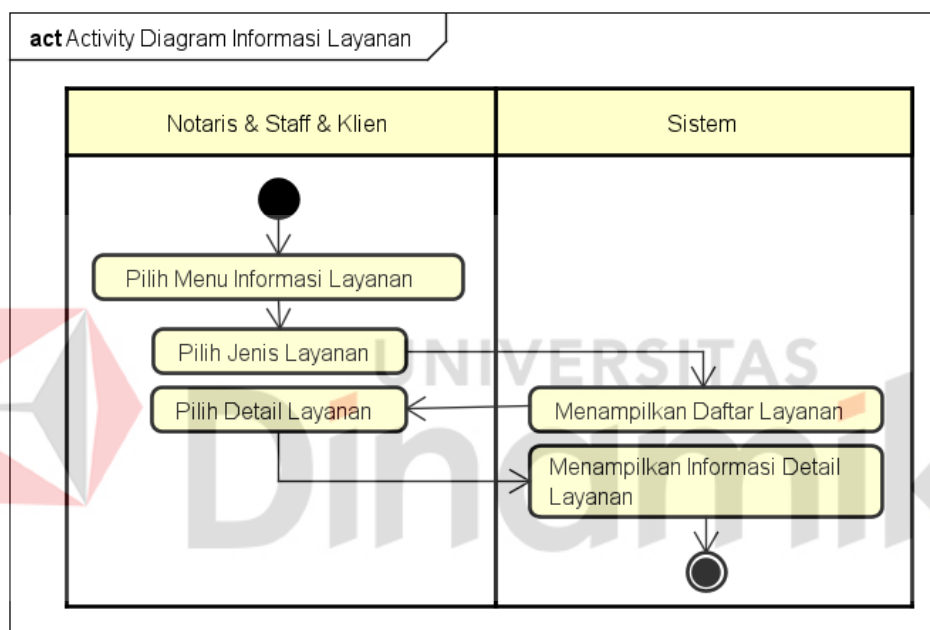 act Activity Diagram Informasi Layanan
Notaris & Staff & Klien
Sistem
Pilih Menu Informasi Layanan
Pilih Jenis Layanan
UNIVERSITAS
Pilih Detail Layanan
Menampilkan Daftar Layanan
Dinamik
Menampilkan Informasi Detail
Layanan